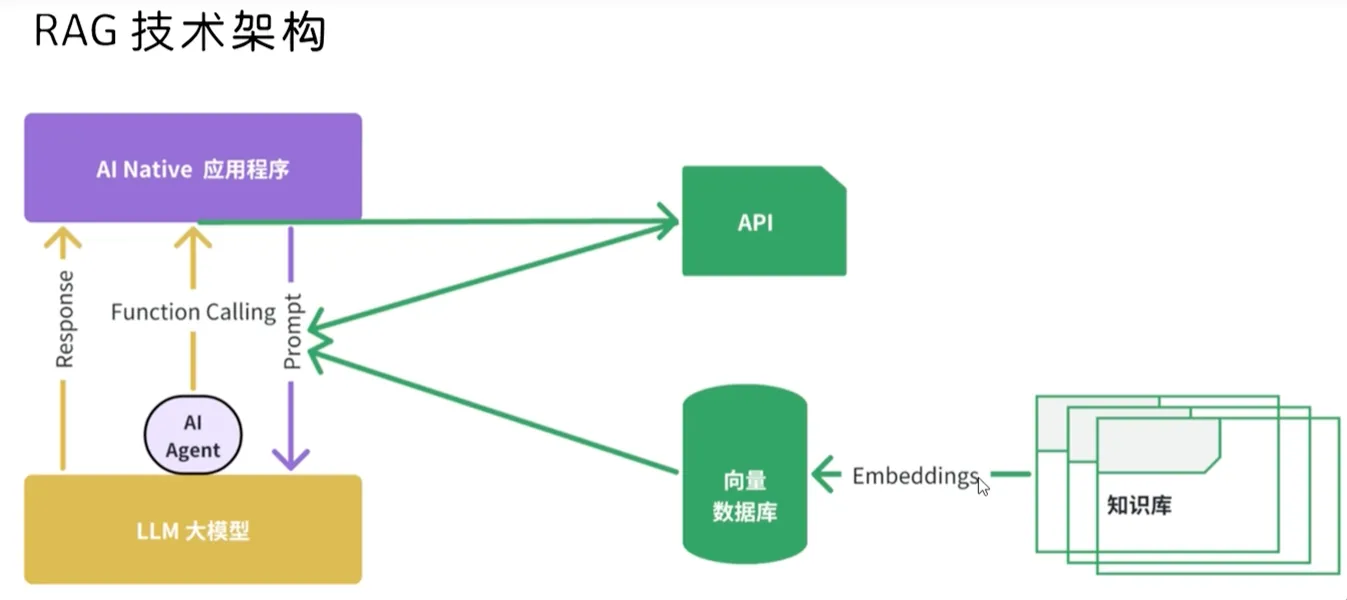 RAG 技术架构
AI Native 应用程序
API
Response
Function Calling
Prompt
AI
Agent
向量
数据库
Embeddings
知识库
LLM 大模型